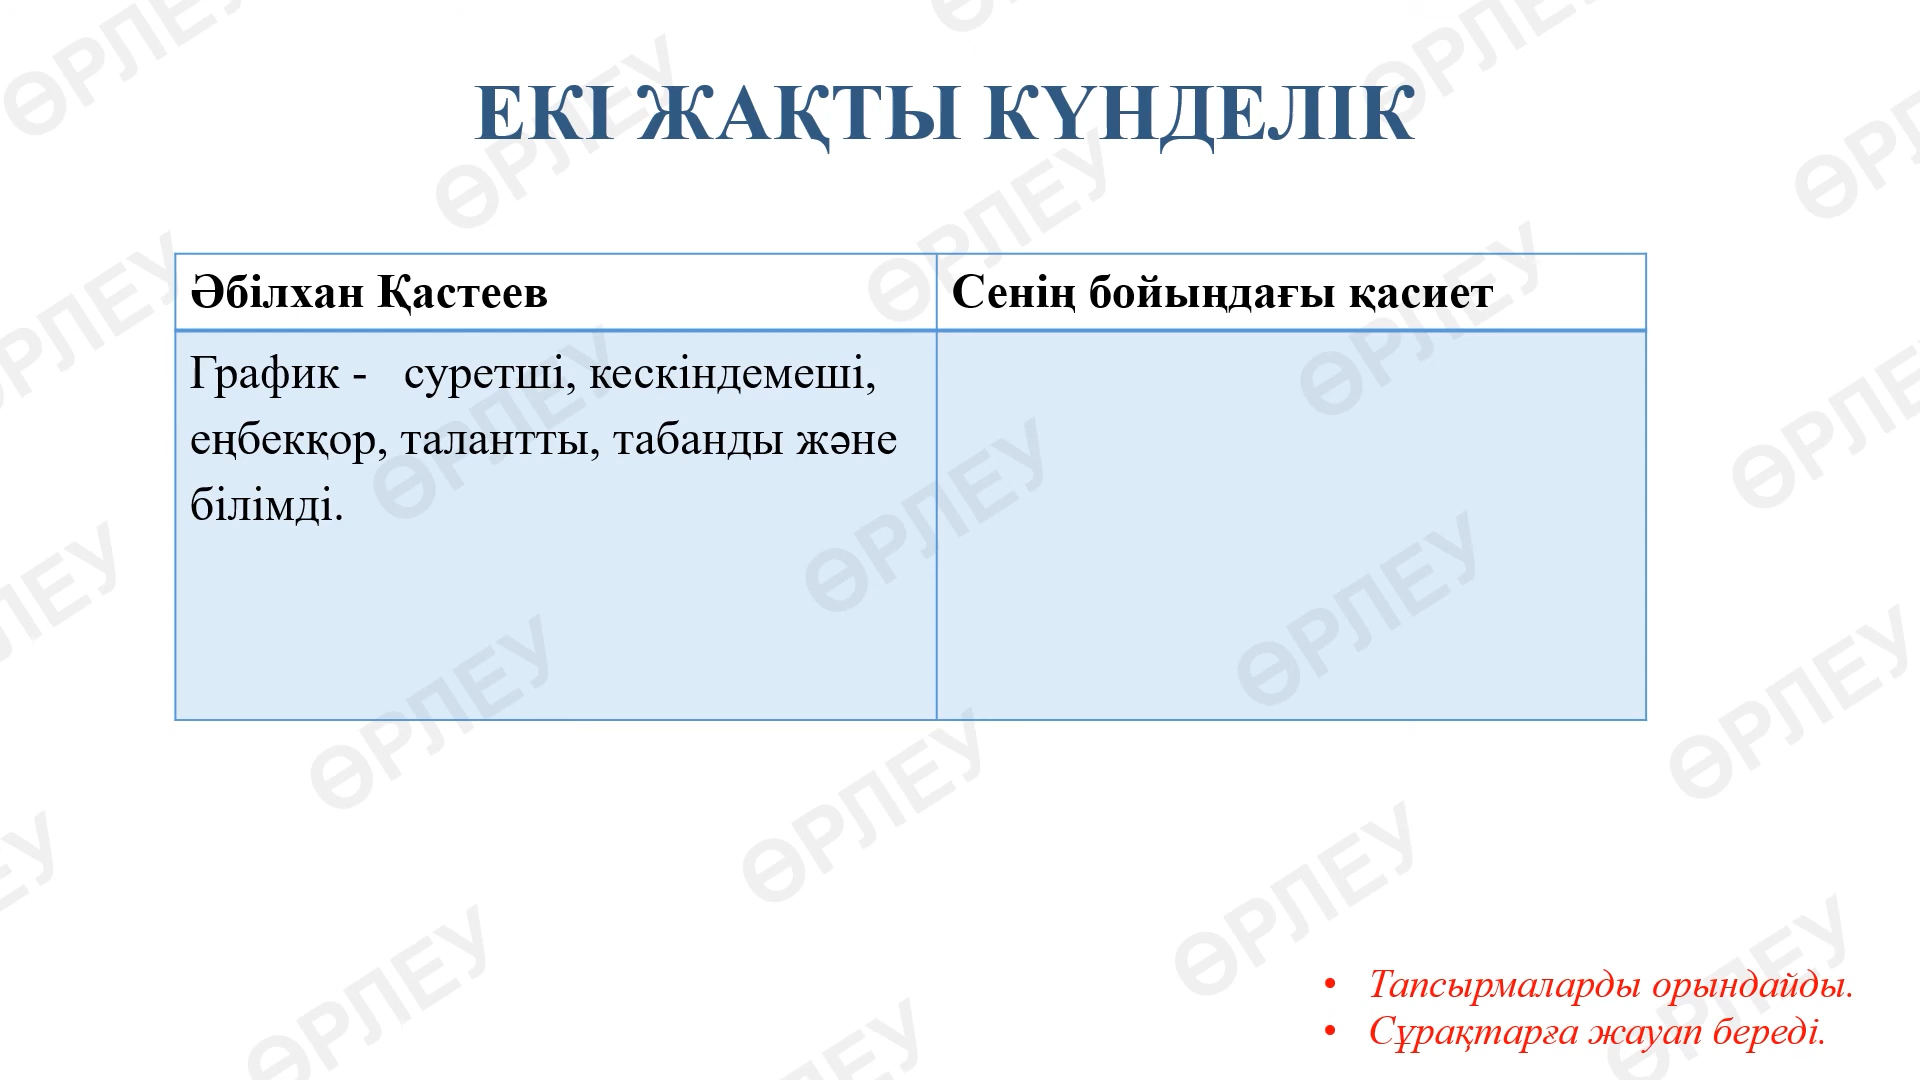 ЕКІ ЖАҚТЫ КҮНДЕЛІК
Әбілхан Қастеев
Сенің бойыңдағы қасиет
График - суретші, кескіндемеші,
еңбекқор, талантты, табанды және
білімді.
• Тапсырмаларды орындайды.
• Сұрақтарға жауап береді.
ӨРЛЕУ